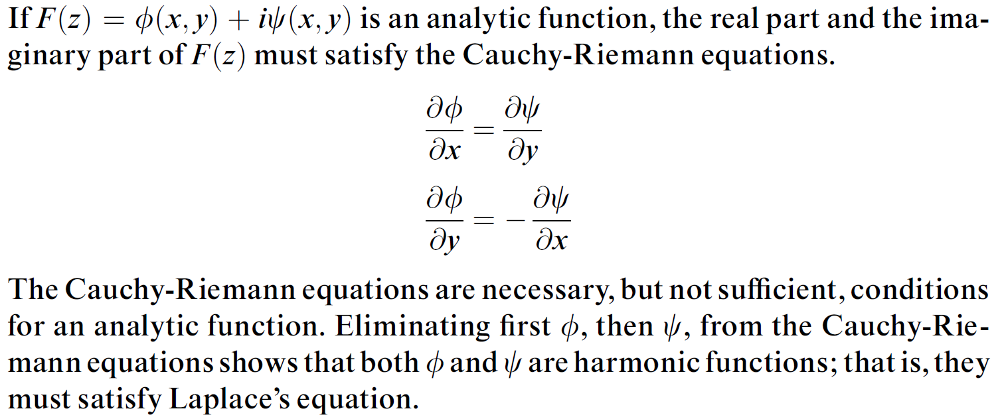 If F(z) = ϕ(x, y) + iψ(x, y) is an analytic function, the real part and the ima-
ginary part of F(z) must satisfy the Cauchy-Riemann equations.
∂ϕ/∂x = ∂ψ/∂y
∂ϕ/∂y = −∂ψ/∂x
The Cauchy-Riemann equations are necessary, but not sufficient, conditions
for an analytic function. Eliminating first ϕ, then ψ, from the Cauchy-Rie-
mann equations shows that both ϕ and ψ are harmonic functions; that is, they
must satisfy Laplace’s equation.